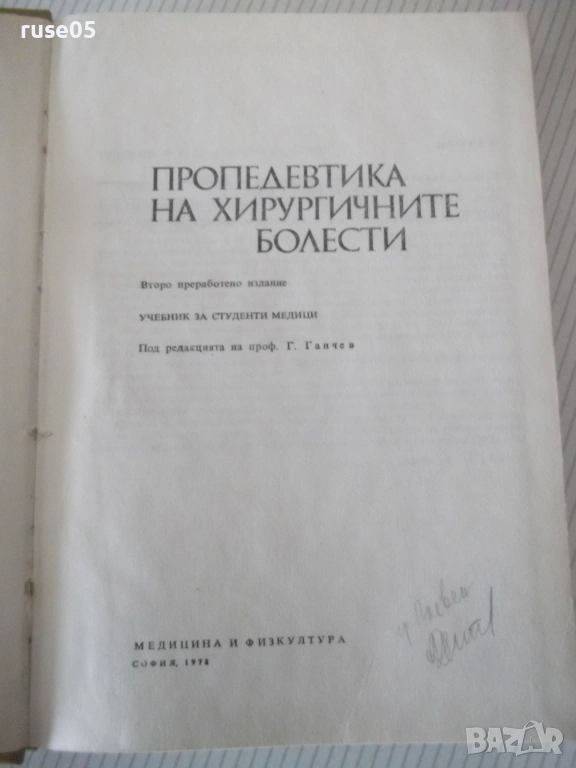 ruse05
ПРОПЕДЕВТИКА
НА ХИРУРГИЧНИТЕ
БОЛЕСТИ
Второ преработено издание
УЧЕБНИК ЗА СТУДЕНТИ МЕДИЦИ
Под редакцията на проф. Г. Ганчев
МЕДИЦИНА И ФИЗКУЛТУРА
СОФИЯ, 1978
BAZAR